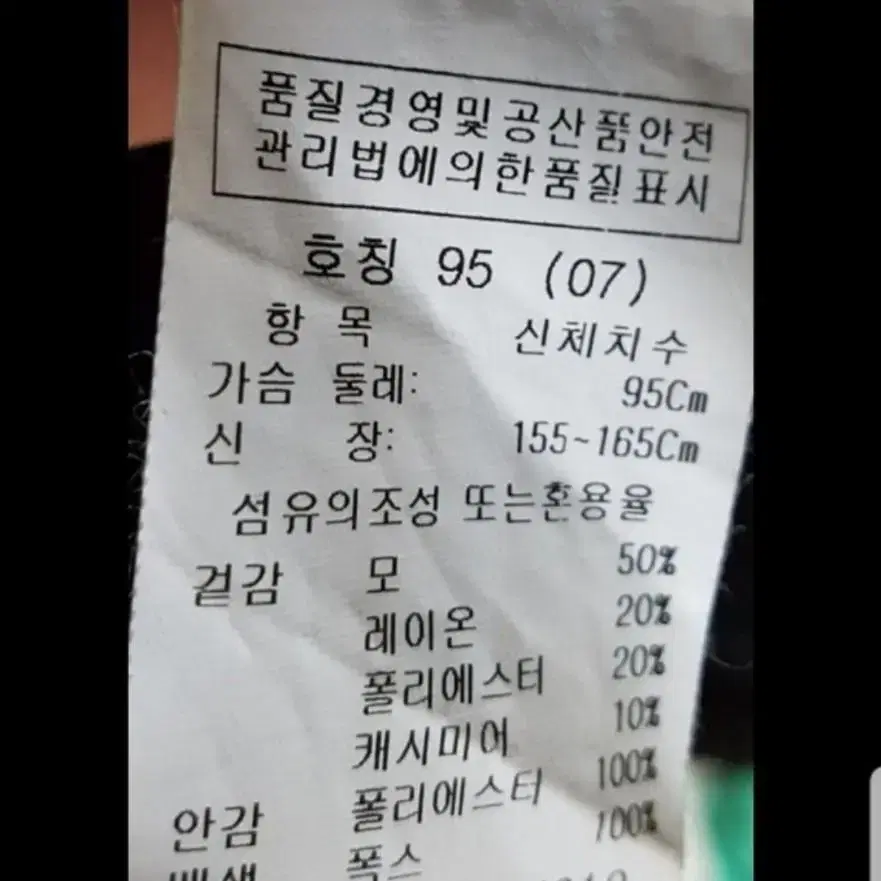 품질경영및공산품안전
관리법에의한품질표시
호칭 95 (07)
항 목 신체치수
가슴 둘레: 95Cm
신 장: 155~165Cm
섬유의조성 또는혼용율
겉감 모 50%
레이온 20%
폴리에스터 20%
캐시미어 10%
안감 폴리에스터 100%
배색 폭스 100%